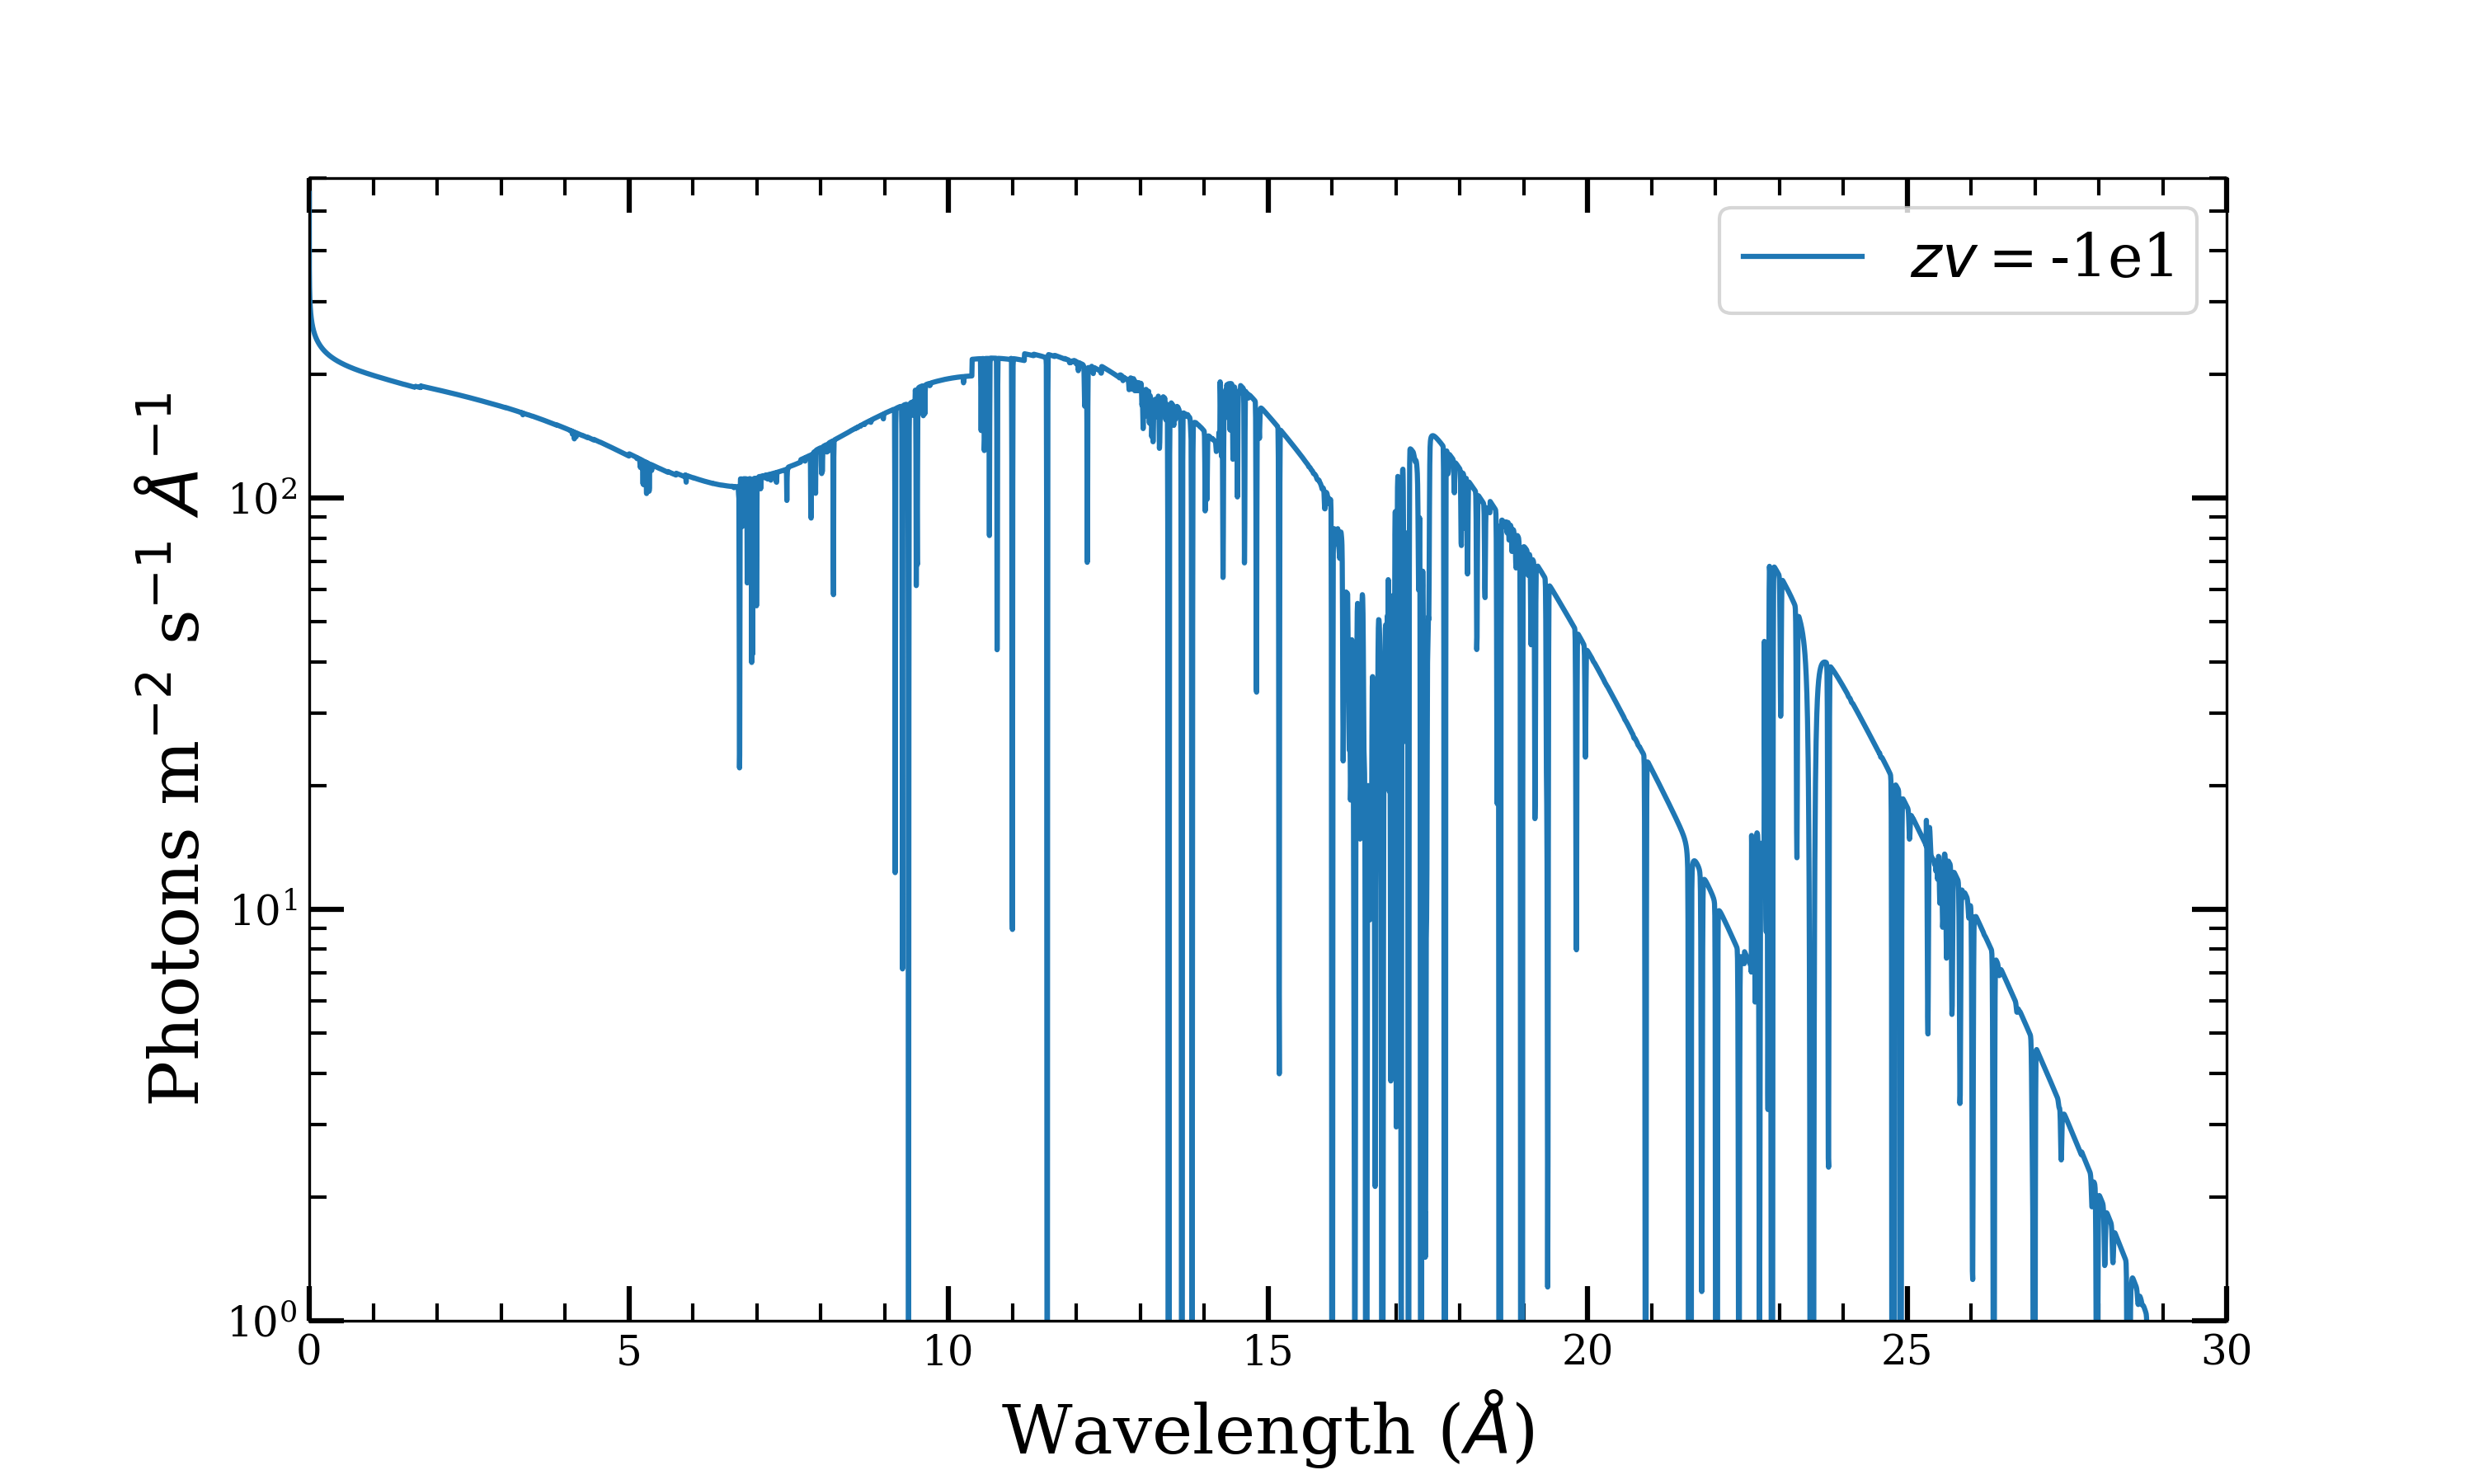 zv = -1e1
Photons m⁻² s⁻¹ Å⁻¹
10²
10¹
10⁰
0 5 10 15 20 25 30
Wavelength (Å)